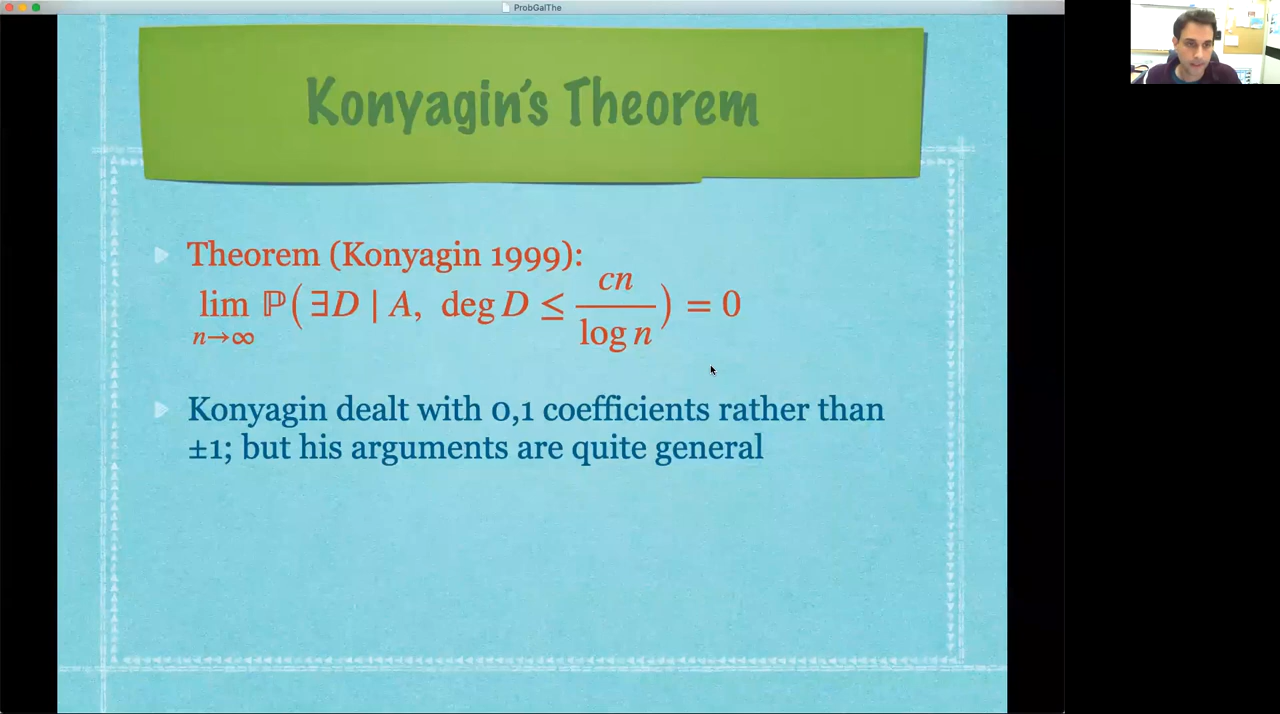 ProbGalThe
Konyagin's Theorem
Theorem (Konyagin 1999):
lim n→∞ ℙ( ∃D | A, deg D ≤ cn / log n ) = 0
Konyagin dealt with 0,1 coefficients rather than
±1; but his arguments are quite general